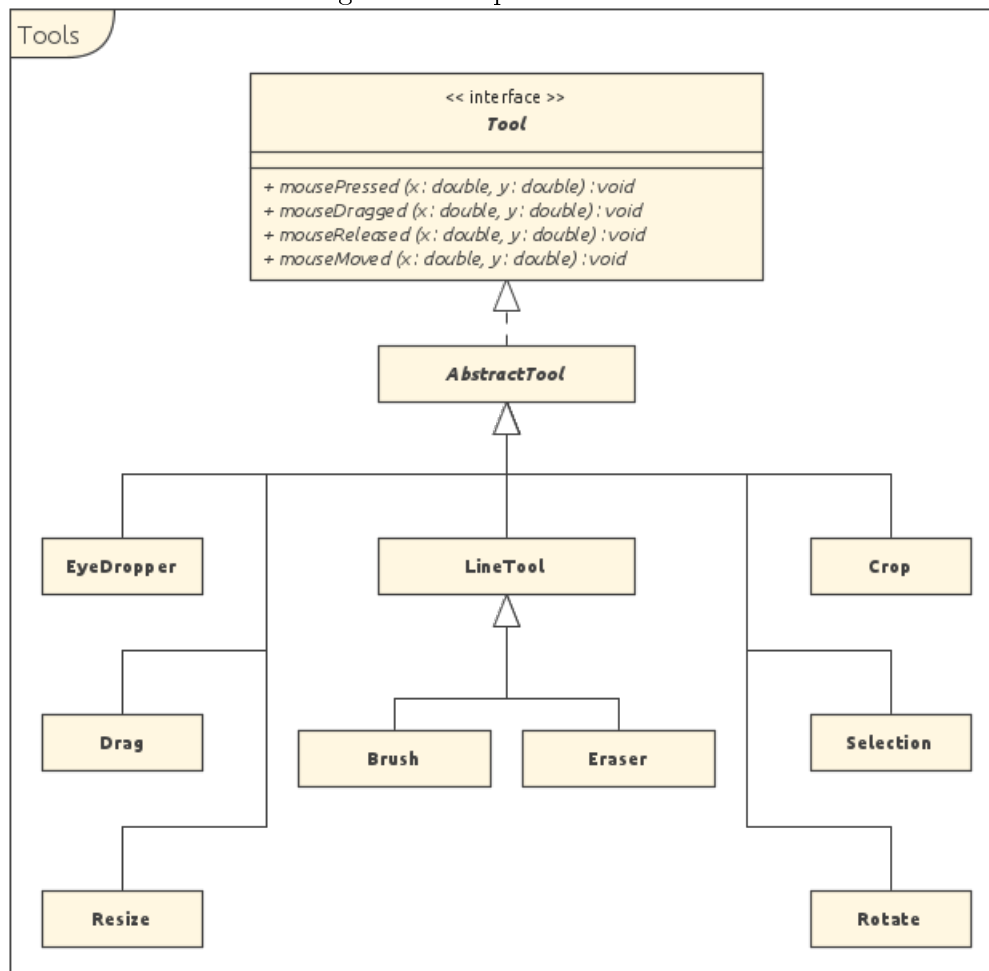 Tools
<< interface >>
Tool
+ mousePressed (x : double, y : double) : void
+ mouseDragged (x : double, y : double) : void
+ mouseReleased (x : double, y : double) : void
+ mouseMoved (x : double, y : double) : void
AbstractTool
EyeDropper
LineTool
Crop
Drag
Brush
Eraser
Selection
Resize
Rotate